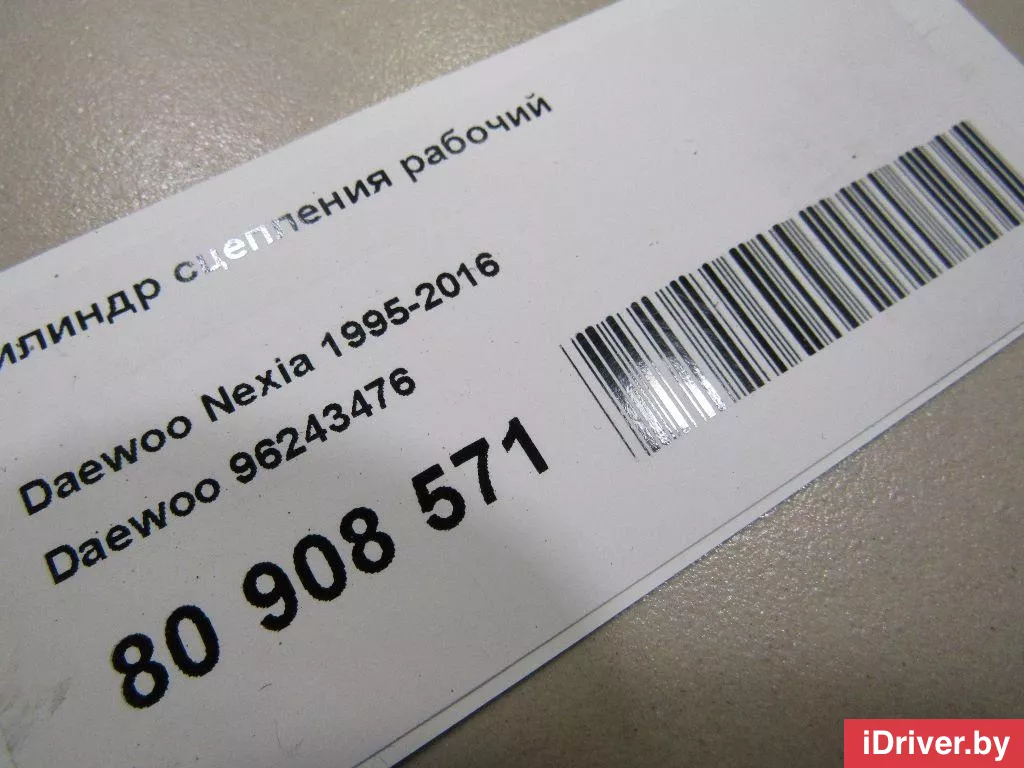 илиндр сцепления рабочий
Daewoo Nexia 1995-2016
Daewoo 96243476
80 908 571
iDriver.by